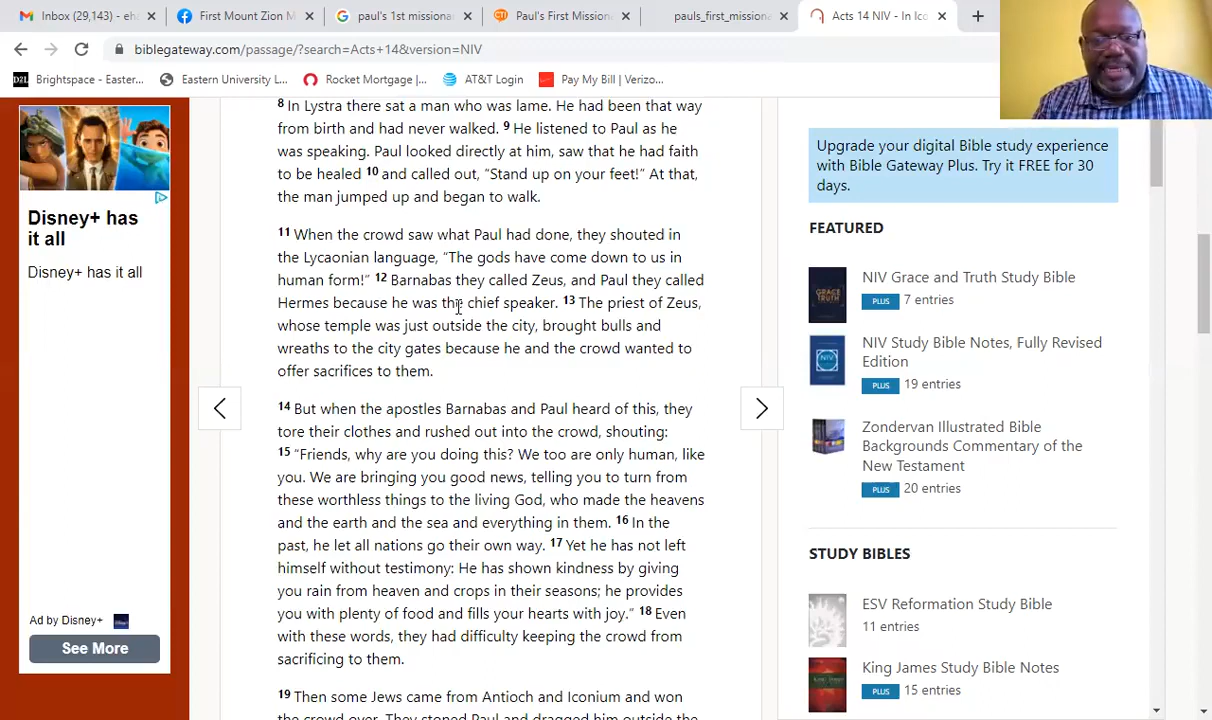 Inbox (29,143) - eh
First Mount Zion M
paul's 1st missiona
Paul's First Mission
pauls_first_missiona
Acts 14 NIV - In Ico
biblegateway.com/passage/?search=Acts+14&version=NIV
D2L Brightspace - Easter...
Eastern University L...
Rocket Mortgage |...
AT&T Login
Pay My Bill | Verizo...
Disney+ has
it all
Disney+ has it all
Ad by Disney+
See More
8 In Lystra there sat a man who was lame. He had been that way
from birth and had never walked. 9 He listened to Paul as he
was speaking. Paul looked directly at him, saw that he had faith
to be healed 10 and called out, “Stand up on your feet!” At that,
the man jumped up and began to walk.
11 When the crowd saw what Paul had done, they shouted in
the Lycaonian language, “The gods have come down to us in
human form!” 12 Barnabas they called Zeus, and Paul they called
Hermes because he was the chief speaker. 13 The priest of Zeus,
whose temple was just outside the city, brought bulls and
wreaths to the city gates because he and the crowd wanted to
offer sacrifices to them.
14 But when the apostles Barnabas and Paul heard of this, they
tore their clothes and rushed out into the crowd, shouting:
15 “Friends, why are you doing this? We too are only human, like
you. We are bringing you good news, telling you to turn from
these worthless things to the living God, who made the heavens
and the earth and the sea and everything in them. 16 In the
past, he let all nations go their own way. 17 Yet he has not left
himself without testimony: He has shown kindness by giving
you rain from heaven and crops in their seasons; he provides
you with plenty of food and fills your hearts with joy.” 18 Even
with these words, they had difficulty keeping the crowd from
sacrificing to them.
19 Then some Jews came from Antioch and Iconium and won
the crowd over. They stoned Paul and dragged him outside the
Upgrade your digital Bible study experience
with Bible Gateway Plus. Try it FREE for 30
days.
FEATURED
NIV Grace and Truth Study Bible
PLUS 7 entries
NIV Study Bible Notes, Fully Revised
Edition
PLUS 19 entries
Zondervan Illustrated Bible
Backgrounds Commentary of the
New Testament
PLUS 20 entries
STUDY BIBLES
ESV Reformation Study Bible
11 entries
King James Study Bible Notes
PLUS 15 entries